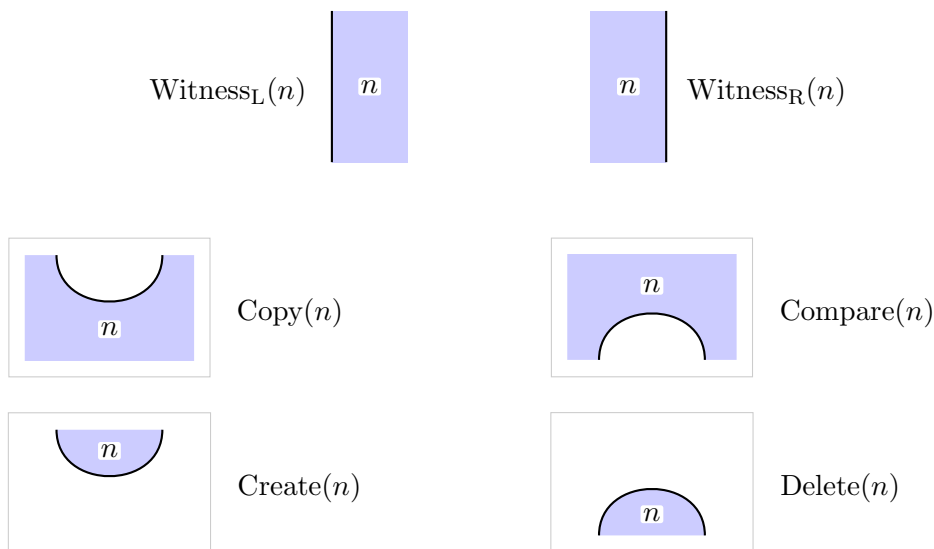 Witness_L(n) n n Witness_R(n)
n Copy(n) n Compare(n)
n Create(n) n Delete(n)